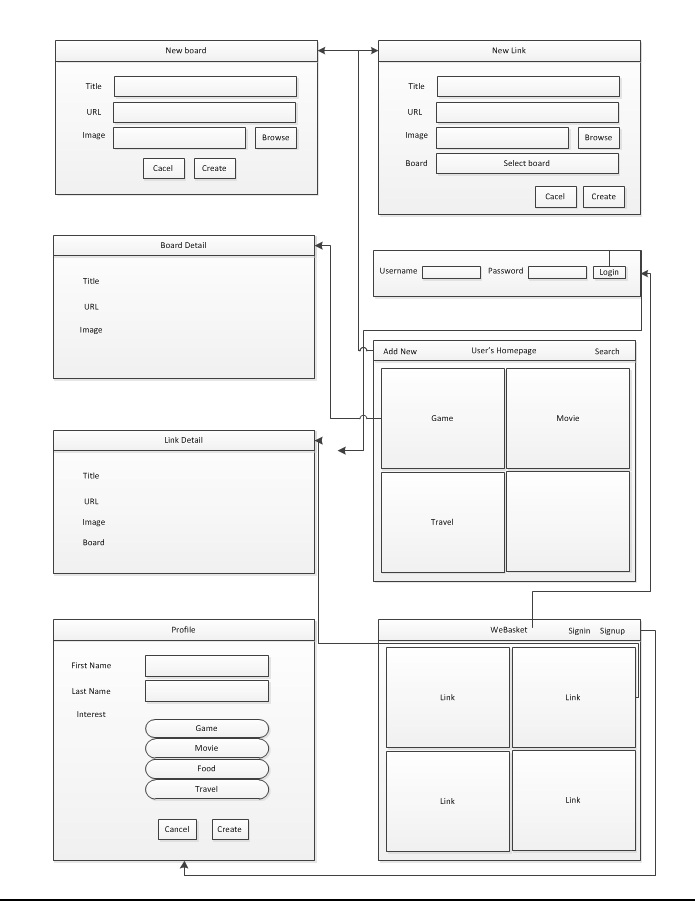 New board
Title
URL
Image Browse
Cacel Create
New Link
Title
URL
Image Browse
Board Select board
Cacel Create
Board Detail
Title
URL
Image
Username Password Login
Add New User's Homepage Search
Game Movie
Travel
Link Detail
Title
URL
Image
Board
Profile
First Name
Last Name
Interest
Game
Movie
Food
Travel
Cancel Create
WeBasket Signin Signup
Link Link
Link Link